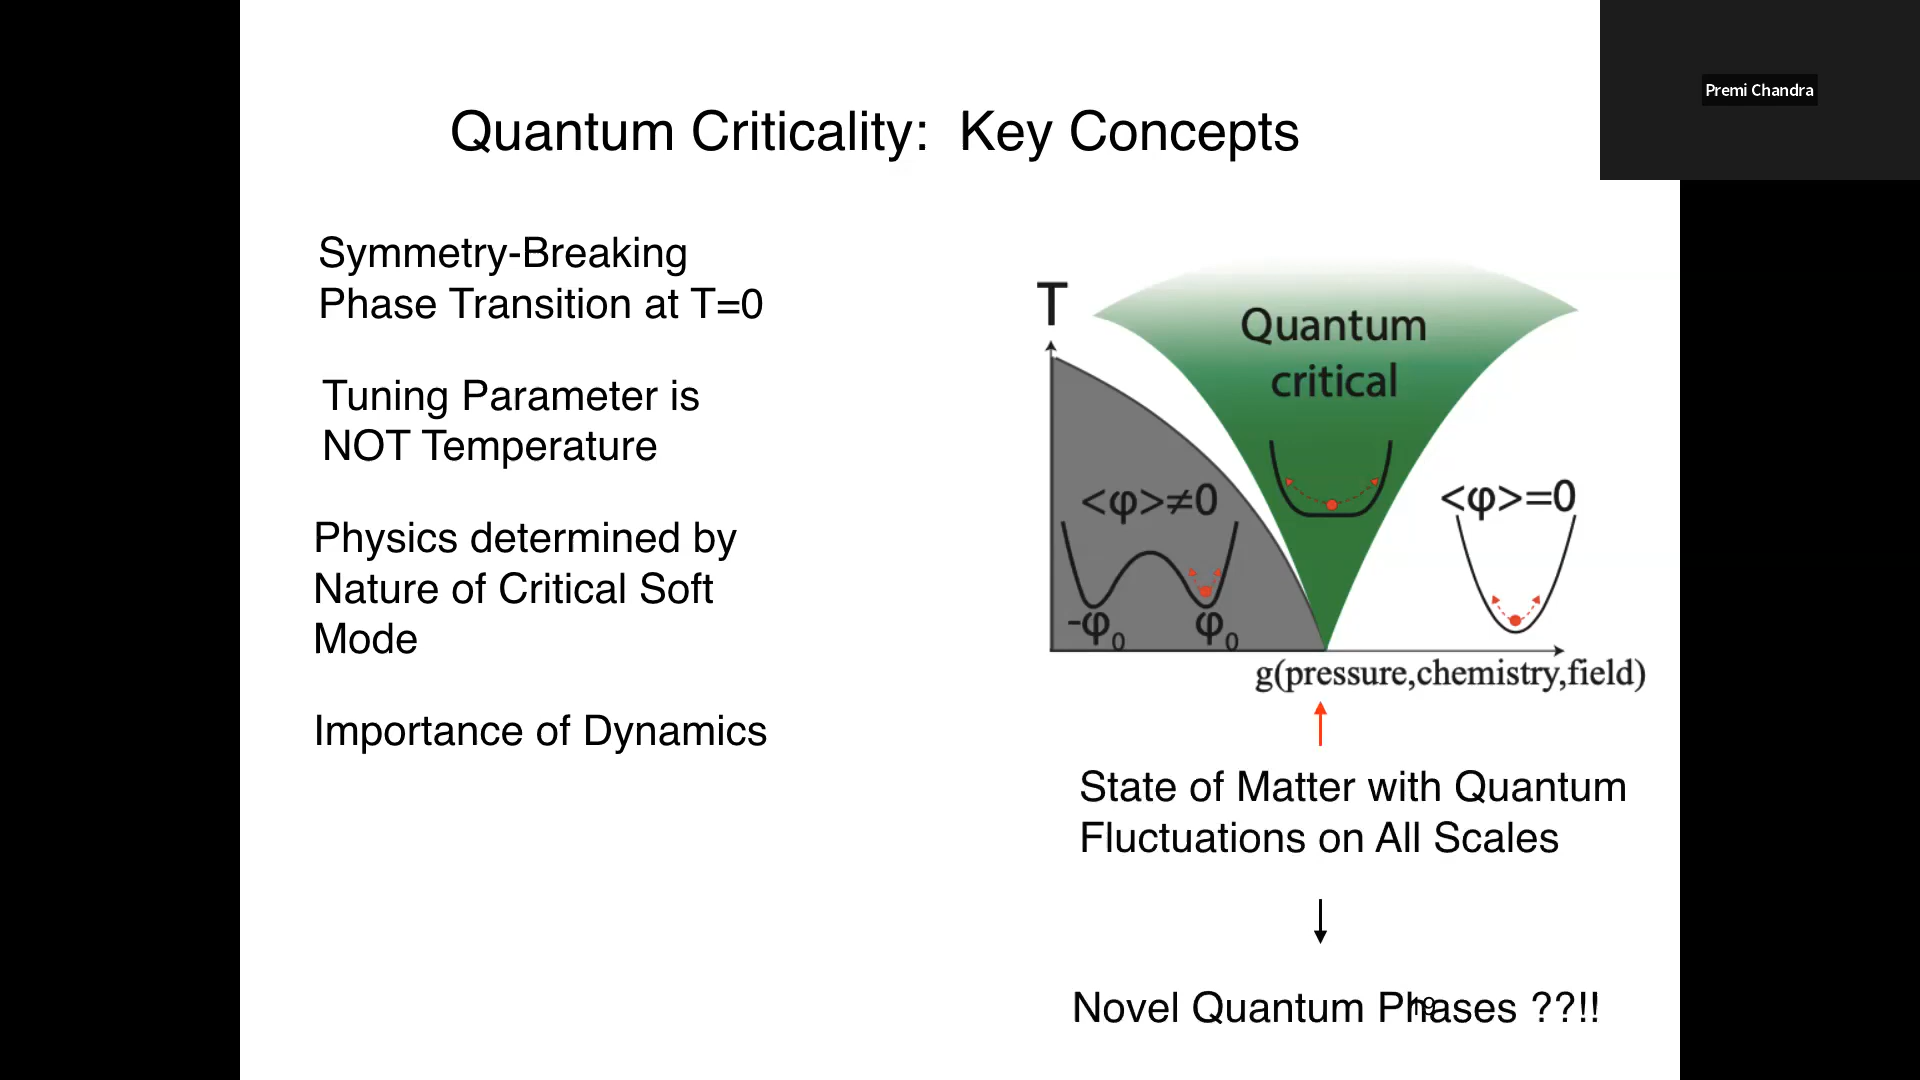 Premi Chandra
Quantum Criticality:  Key Concepts
Symmetry-Breaking
Phase Transition at T=0
Tuning Parameter is
NOT Temperature
Physics determined by
Nature of Critical Soft
Mode
Importance of Dynamics
T
Quantum
critical
<φ>≠0
<φ>=0
-φ₀
φ₀
g(pressure,chemistry,field)
State of Matter with Quantum
Fluctuations on All Scales
Novel Quantum Phases ??!!
19